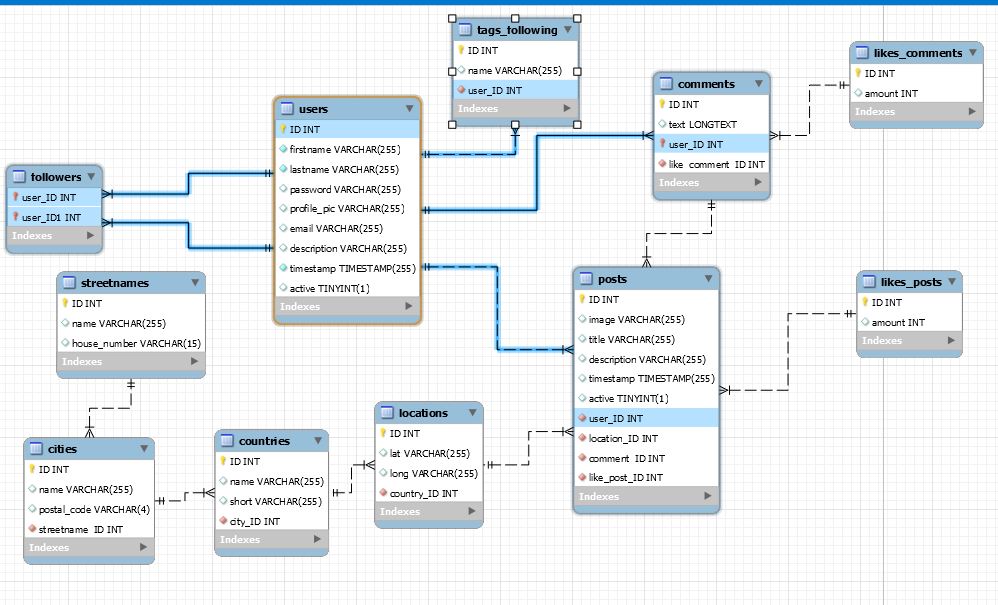 tags_following
ID INT
name VARCHAR(255)
user_ID INT
Indexes
likes_comments
ID INT
amount INT
Indexes
comments
ID INT
text LONGTEXT
user_ID INT
like_comment_ID INT
Indexes
users
ID INT
firstname VARCHAR(255)
lastname VARCHAR(255)
password VARCHAR(255)
profile_pic VARCHAR(255)
email VARCHAR(255)
description VARCHAR(255)
timestamp TIMESTAMP(255)
active TINYINT(1)
Indexes
followers
user_ID INT
user_ID1 INT
Indexes
streetnames
ID INT
name VARCHAR(255)
house_number VARCHAR(15)
Indexes
posts
ID INT
image VARCHAR(255)
title VARCHAR(255)
description VARCHAR(255)
timestamp TIMESTAMP(255)
active TINYINT(1)
user_ID INT
location_ID INT
comment_ID INT
like_post_ID INT
Indexes
likes_posts
ID INT
amount INT
Indexes
cities
ID INT
name VARCHAR(255)
postal_code VARCHAR(4)
streetname_ID INT
Indexes
countries
ID INT
name VARCHAR(255)
short VARCHAR(255)
city_ID INT
Indexes
locations
ID INT
lat VARCHAR(255)
long VARCHAR(255)
country_ID INT
Indexes